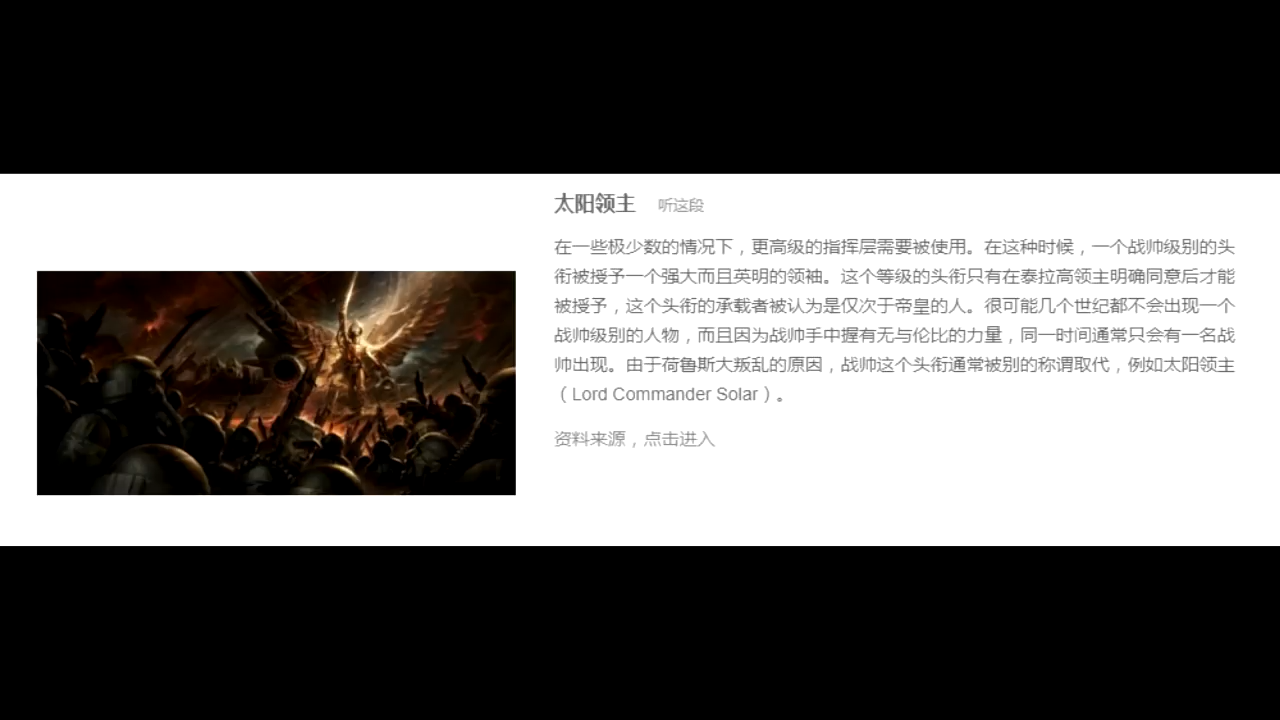 太阳领主 听这段
在一些极少数的情况下，更高级的指挥层需要被使用。在这种时候，一个战帅级别的头
衔被授予一个强大而且英明的领袖。这个等级的头衔只有在泰拉高领主明确同意后才能
被授予，这个头衔的承载者被认为是仅次于帝皇的人。很可能几个世纪都不会出现一个
战帅级别的人物，而且因为战帅手中握有无与伦比的力量，同一时间通常只会有一名战
帅出现。由于荷鲁斯大叛乱的原因，战帅这个头衔通常被别的称谓取代，例如太阳领主
（Lord Commander Solar）。
资料来源，点击进入